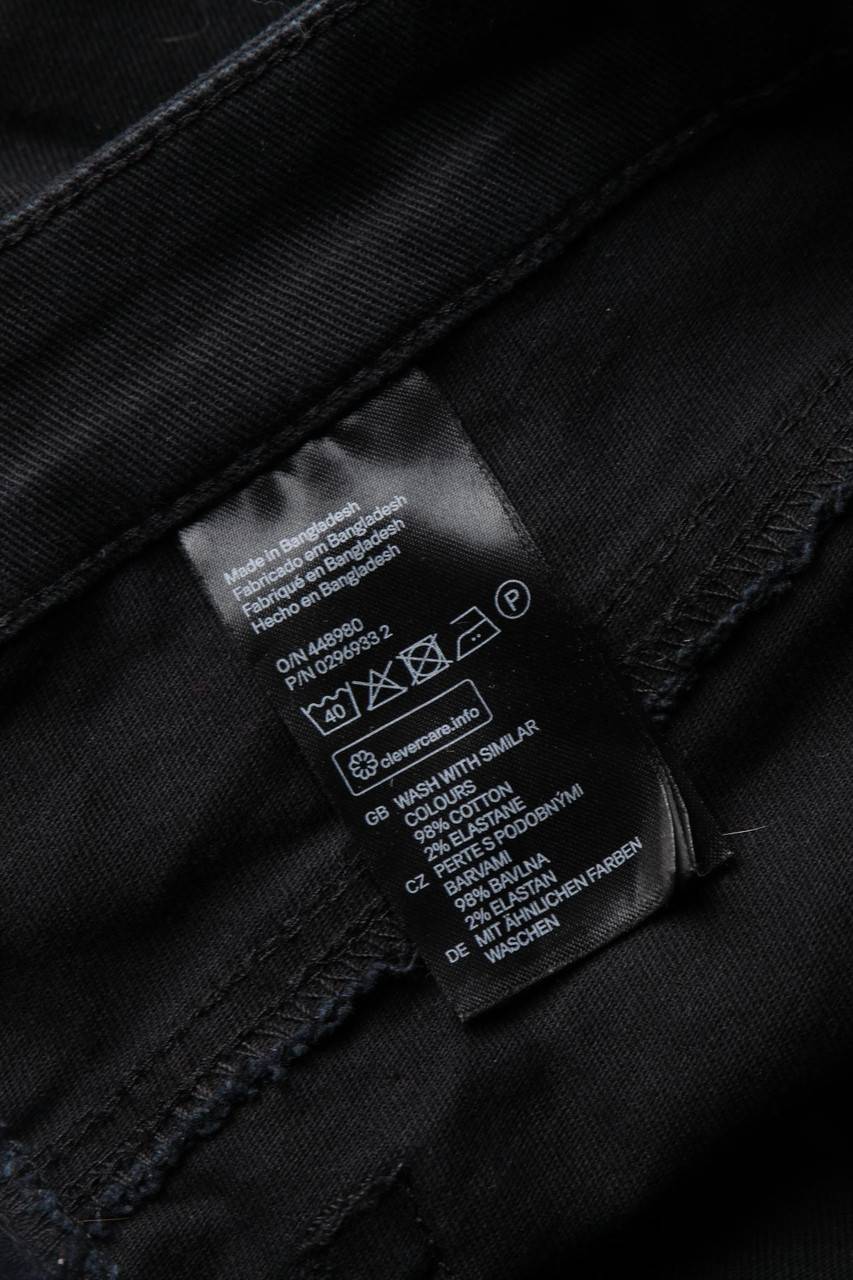 Made in Bangladesh
Fabricado em Bangladesh
Fabriqué en Bangladesh
Hecho en Bangladesh
O/N 448980
P/N 0296933 2
40 P
clevercare.info
GB WASH WITH SIMILAR
COLOURS
98% COTTON
2% ELASTANE
CZ PERTE S PODOBNÝMI
BARVAMI
98% BAVLNA
2% ELASTAN
DE MIT ÄHNLICHEN FARBEN
WASCHEN